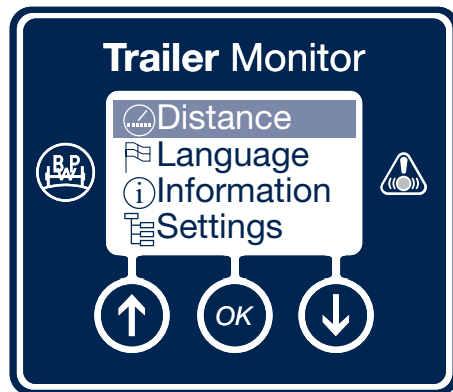 Trailer Monitor
Distance
Language
BPW
Information
Settings
OK